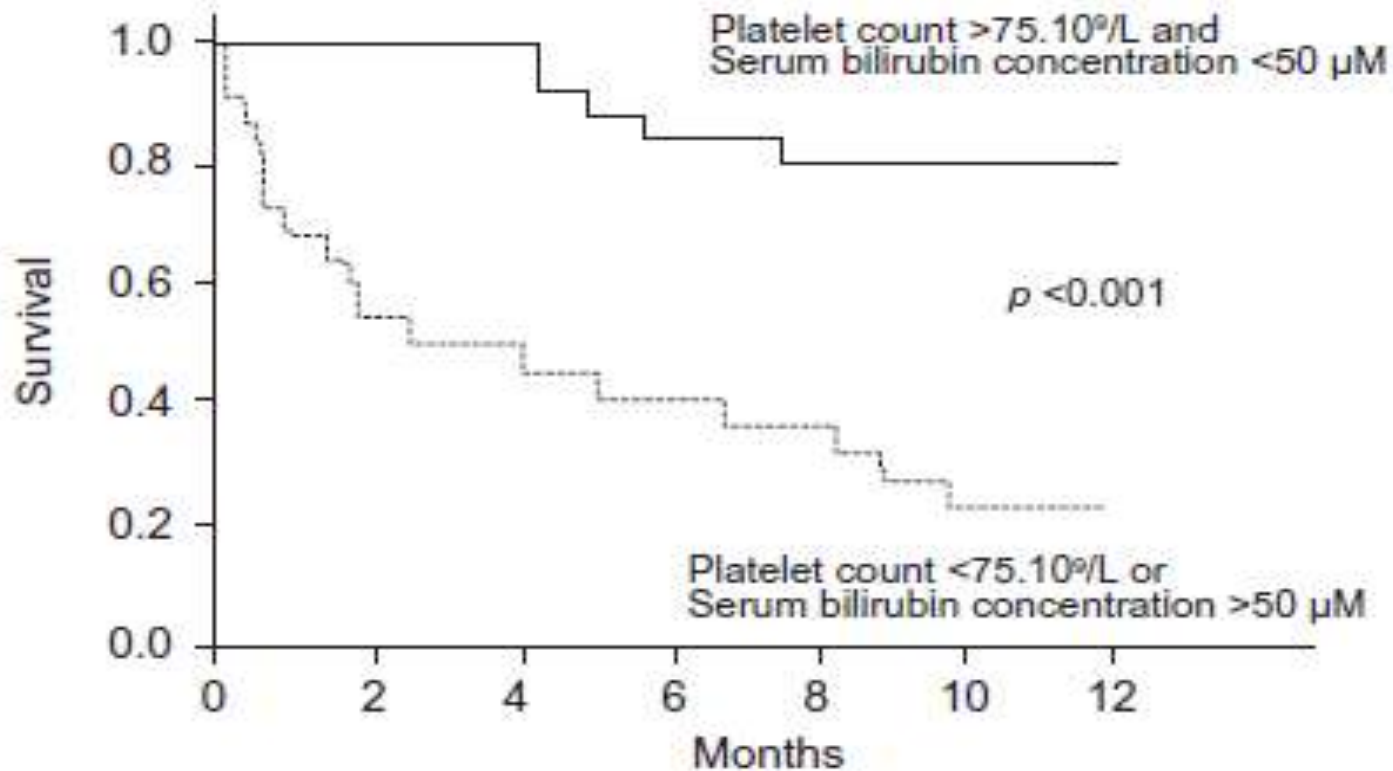 Platelet count >75.10⁹/L and
Serum bilirubin concentration <50 µM
1.0
0.8
0.6
0.4
0.2
0.0
Survival
p <0.001
Platelet count <75.10⁹/L or
Serum bilirubin concentration >50 µM
0 2 4 6 8 10 12
Months